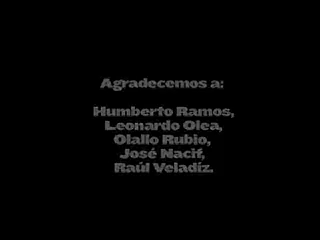 Agradecemos a:
Humberto Ramos,
Leonardo Olea,
Olallo Rubio,
José Nacif,
Raúl Veladíz.